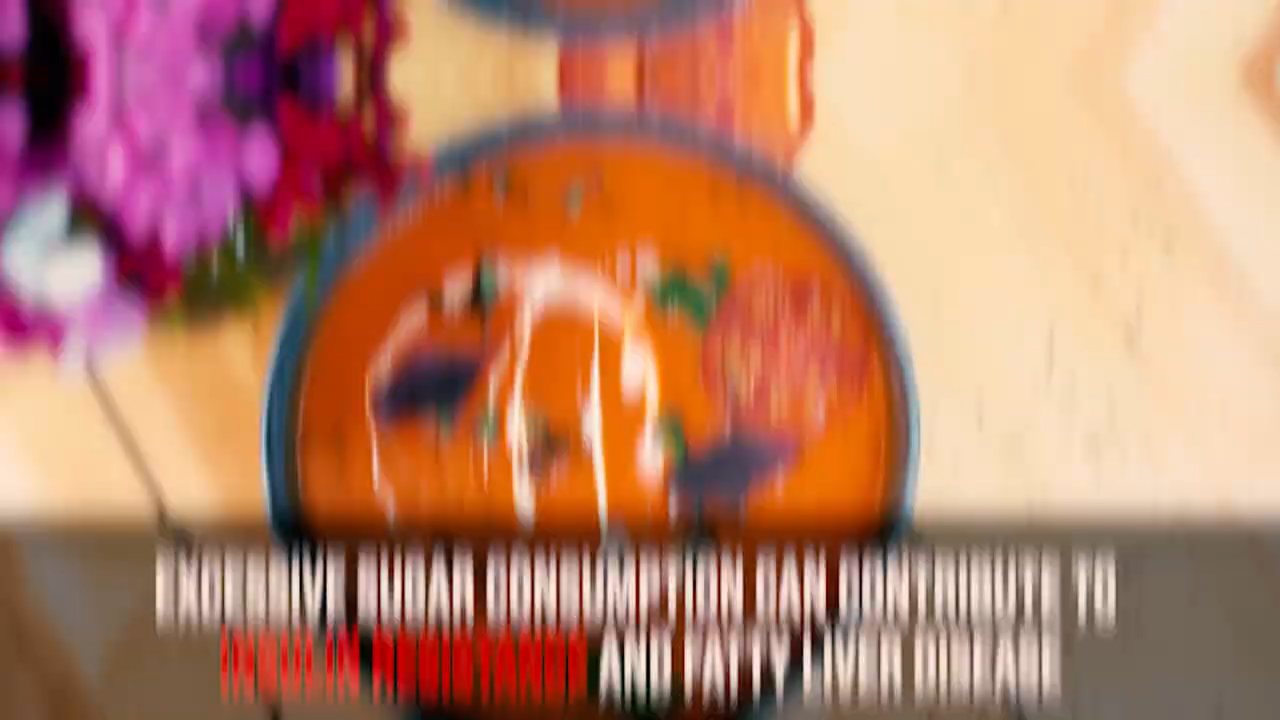 EXCESSIVE SUGAR CONSUMPTION CAN CONTRIBUTE TO
INSULIN RESISTANCE AND FATTY LIVER DISEASE